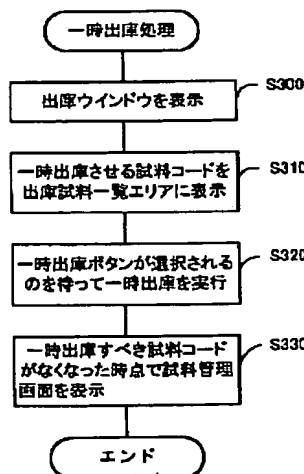 一時出庫処理
出庫ウインドウを表示
S300
一時出庫させる試料コードを
出庫試料一覧エリアに表示
S310
一時出庫ボタンが選択される
のを待って一時出庫を実行
S320
一時出庫すべき試料コード
がなくなった時点で試料管理
画面を表示
S330
エンド